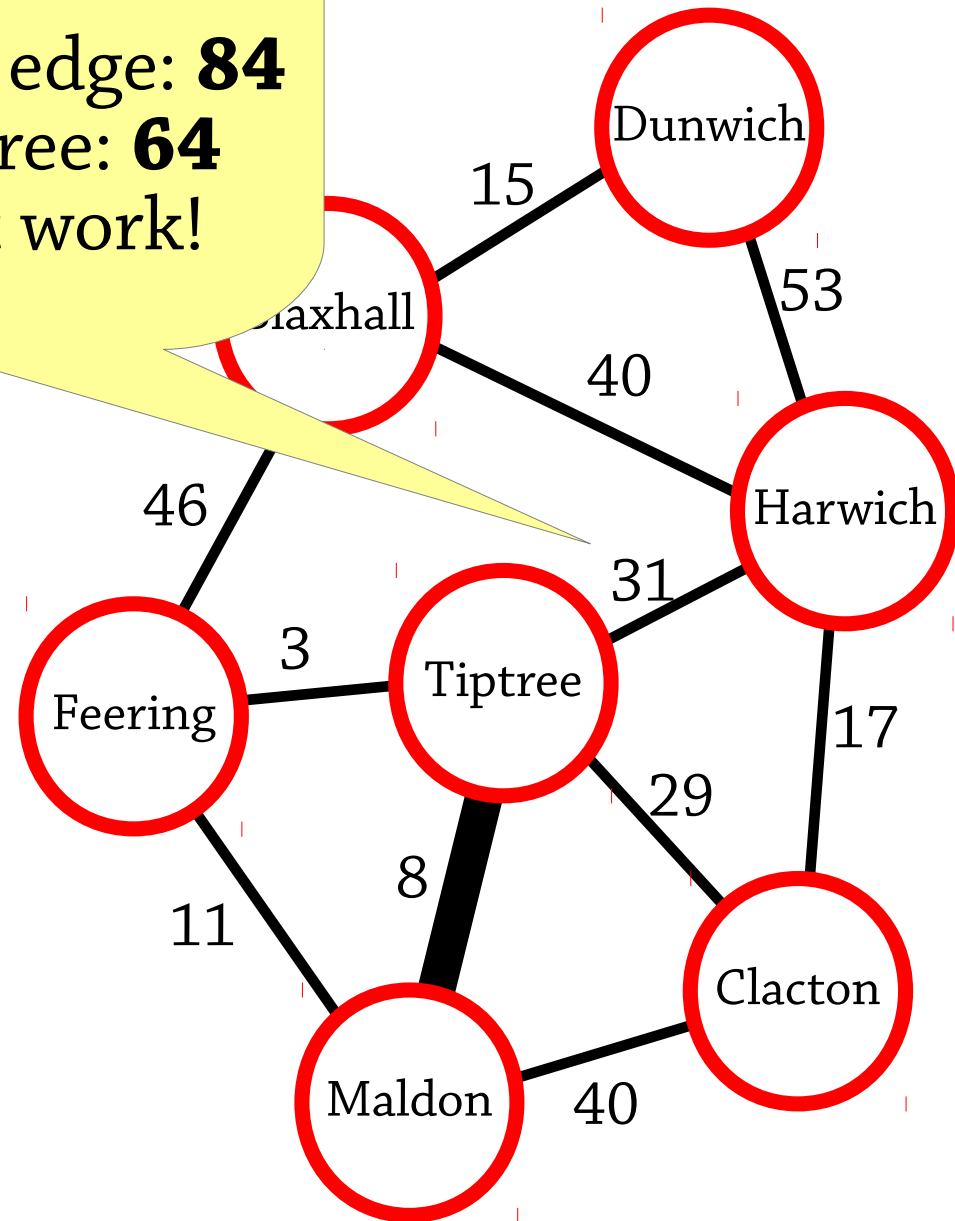 edge: 84
ree: 64
work!
Dunwich
15
53
laxhall
40
46
Harwich
31
3
Tiptree
Feering
17
29
8
11
Clacton
Maldon
40